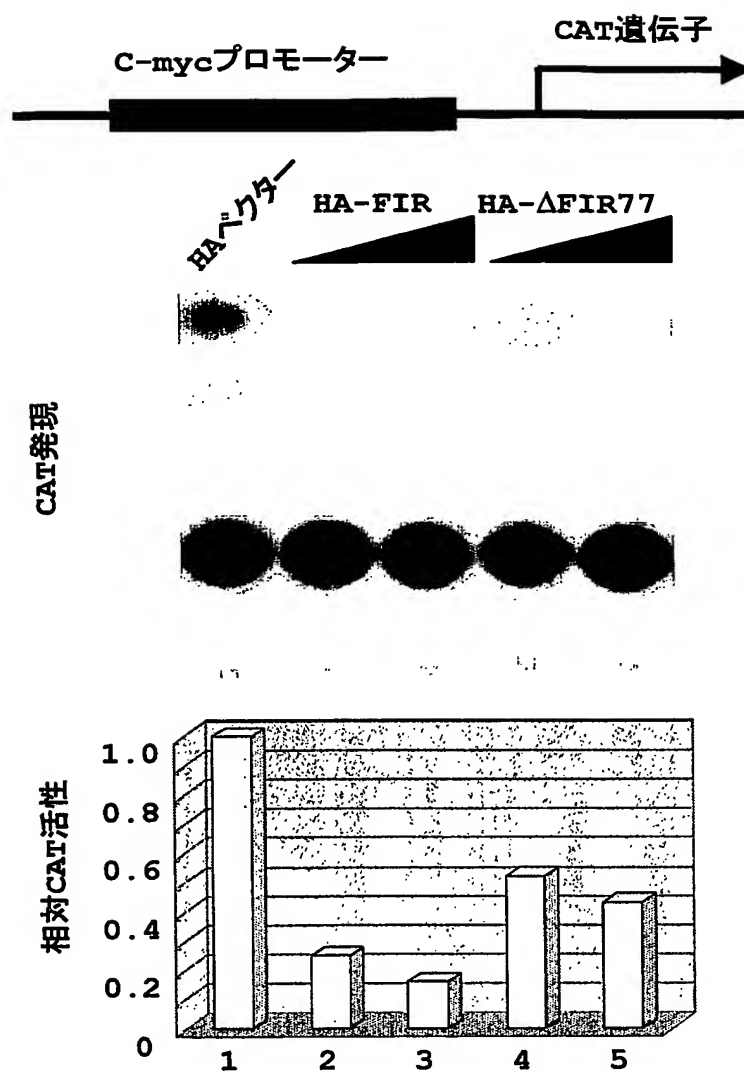 CAT遺伝子
C-mycプロモーター
HAベクター
HA-FIR
HA-ΔFIR77
CAT発現
相対CAT活性
1.0
0.8
0.6
0.4
0.2
0
1 2 3 4 5